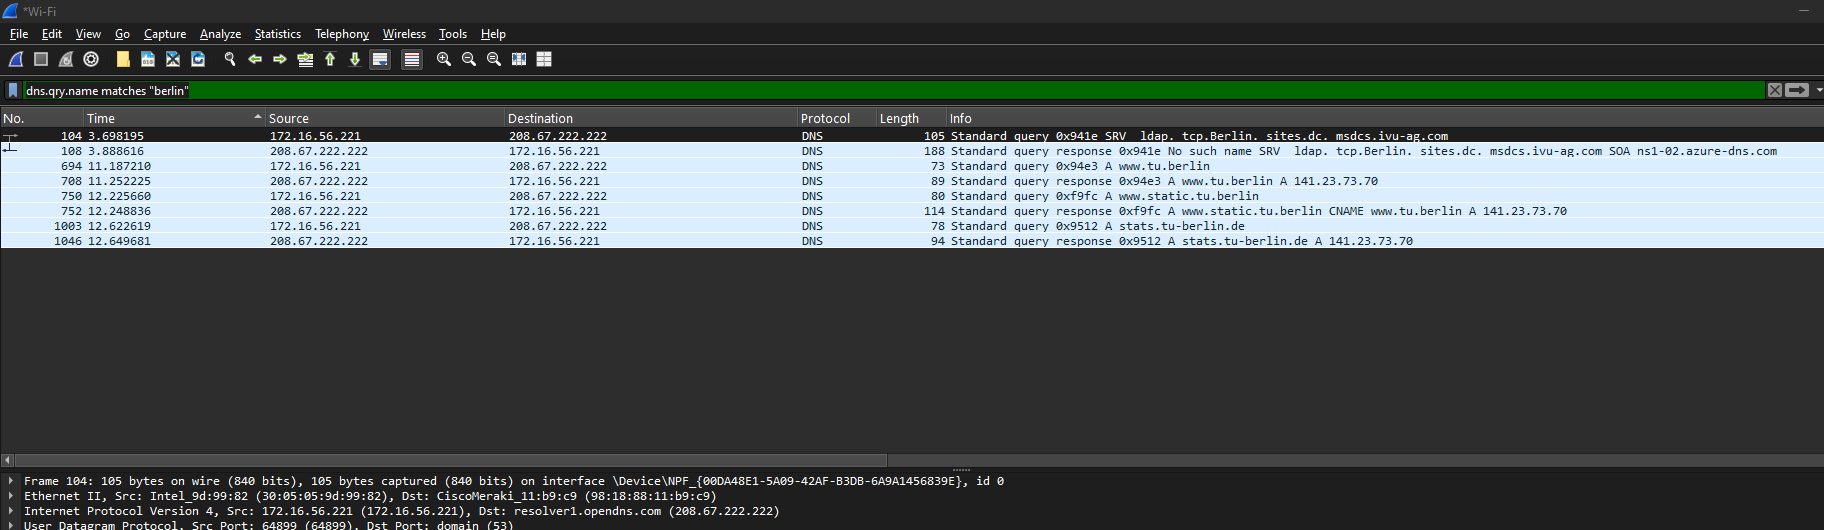 *Wi-Fi
File Edit View Go Capture Analyze Statistics Telephony Wireless Tools Help
dns.qry.name matches "berlin"
No. Time Source Destination Protocol Length Info
104 3.698195 172.16.56.221 208.67.222.222 DNS 105 Standard query 0x941e SRV _ldap._tcp.Berlin._sites.dc._msdcs.ivu-ag.com
108 3.888616 208.67.222.222 172.16.56.221 DNS 188 Standard query response 0x941e No such name SRV _ldap._tcp.Berlin._sites.dc._msdcs.ivu-ag.com SOA ns1-02.azure-dns.com
694 11.187210 172.16.56.221 208.67.222.222 DNS 73 Standard query 0x94e3 A www.tu.berlin
708 11.252225 208.67.222.222 172.16.56.221 DNS 89 Standard query response 0x94e3 A www.tu.berlin A 141.23.73.70
750 12.225660 172.16.56.221 208.67.222.222 DNS 80 Standard query 0xf9fc A www.static.tu.berlin
752 12.248836 208.67.222.222 172.16.56.221 DNS 114 Standard query response 0xf9fc A www.static.tu.berlin CNAME www.tu.berlin A 141.23.73.70
1003 12.622619 172.16.56.221 208.67.222.222 DNS 78 Standard query 0x9512 A stats.tu-berlin.de
1046 12.649681 208.67.222.222 172.16.56.221 DNS 94 Standard query response 0x9512 A stats.tu-berlin.de A 141.23.73.70
Frame 104: 105 bytes on wire (840 bits), 105 bytes captured (840 bits) on interface \Device\NPF_{00DA48E1-5A09-42AF-B3DB-6A9A1456839E}, id 0
Ethernet II, Src: Intel_9d:99:82 (30:05:05:9d:99:82), Dst: CiscoMeraki_11:b9:c9 (98:18:88:11:b9:c9)
Internet Protocol Version 4, Src: 172.16.56.221 (172.16.56.221), Dst: resolver1.opendns.com (208.67.222.222)
User Datagram Protocol, Src Port: 64899 (64899), Dst Port: domain (53)